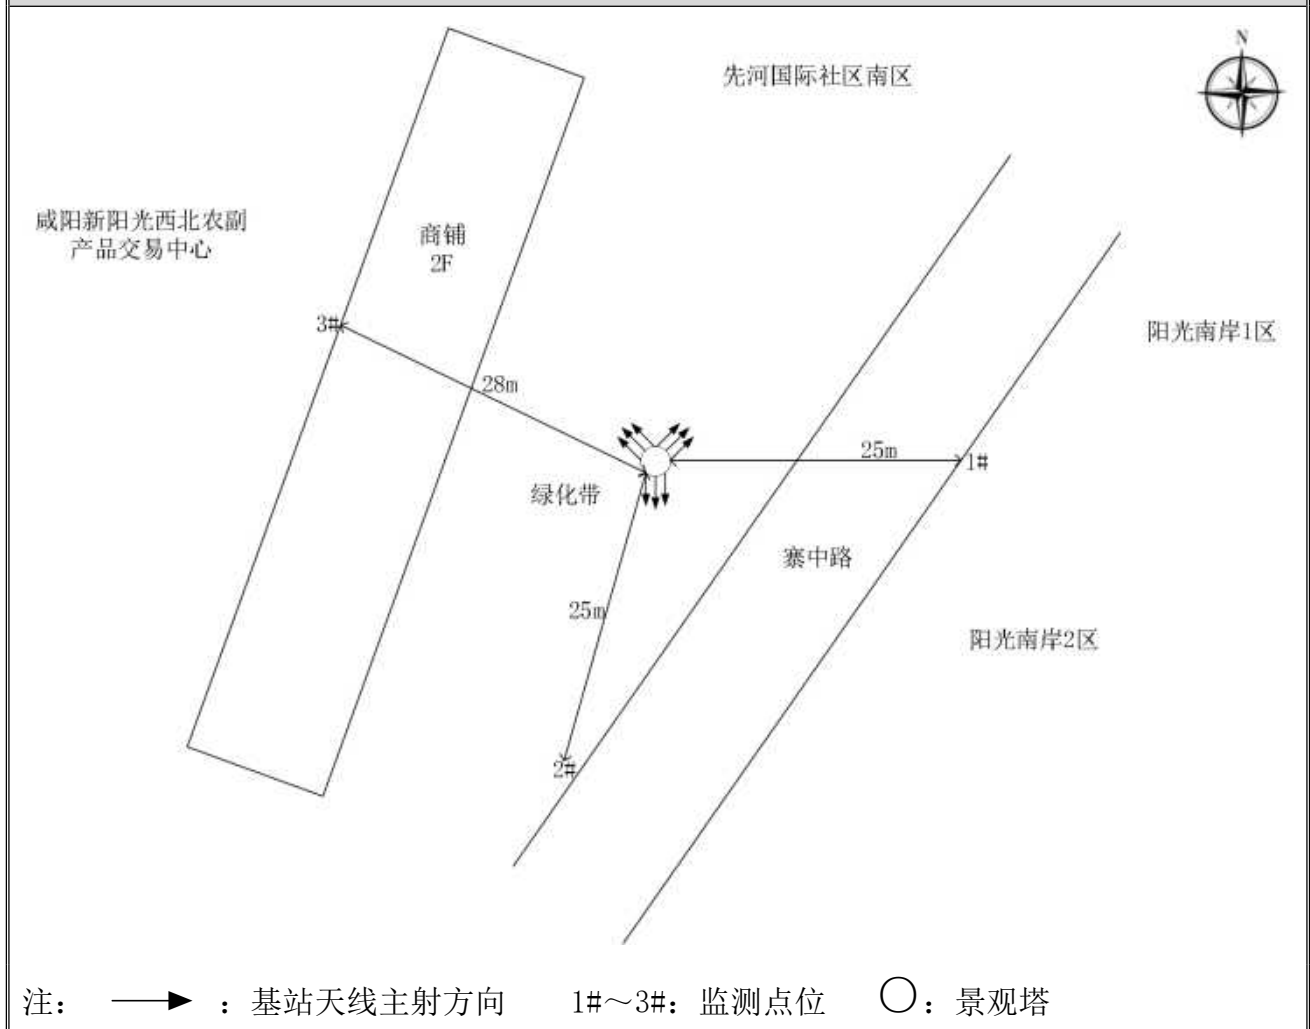 N
先河国际社区南区
咸阳新阳光西北农副
产品交易中心
商铺
2F
3#
阳光南岸1区
28m
25m
1#
绿化带
寨中路
25m
阳光南岸2区
2#
注： ：基站天线主射方向 1#～3#：监测点位 ：景观塔